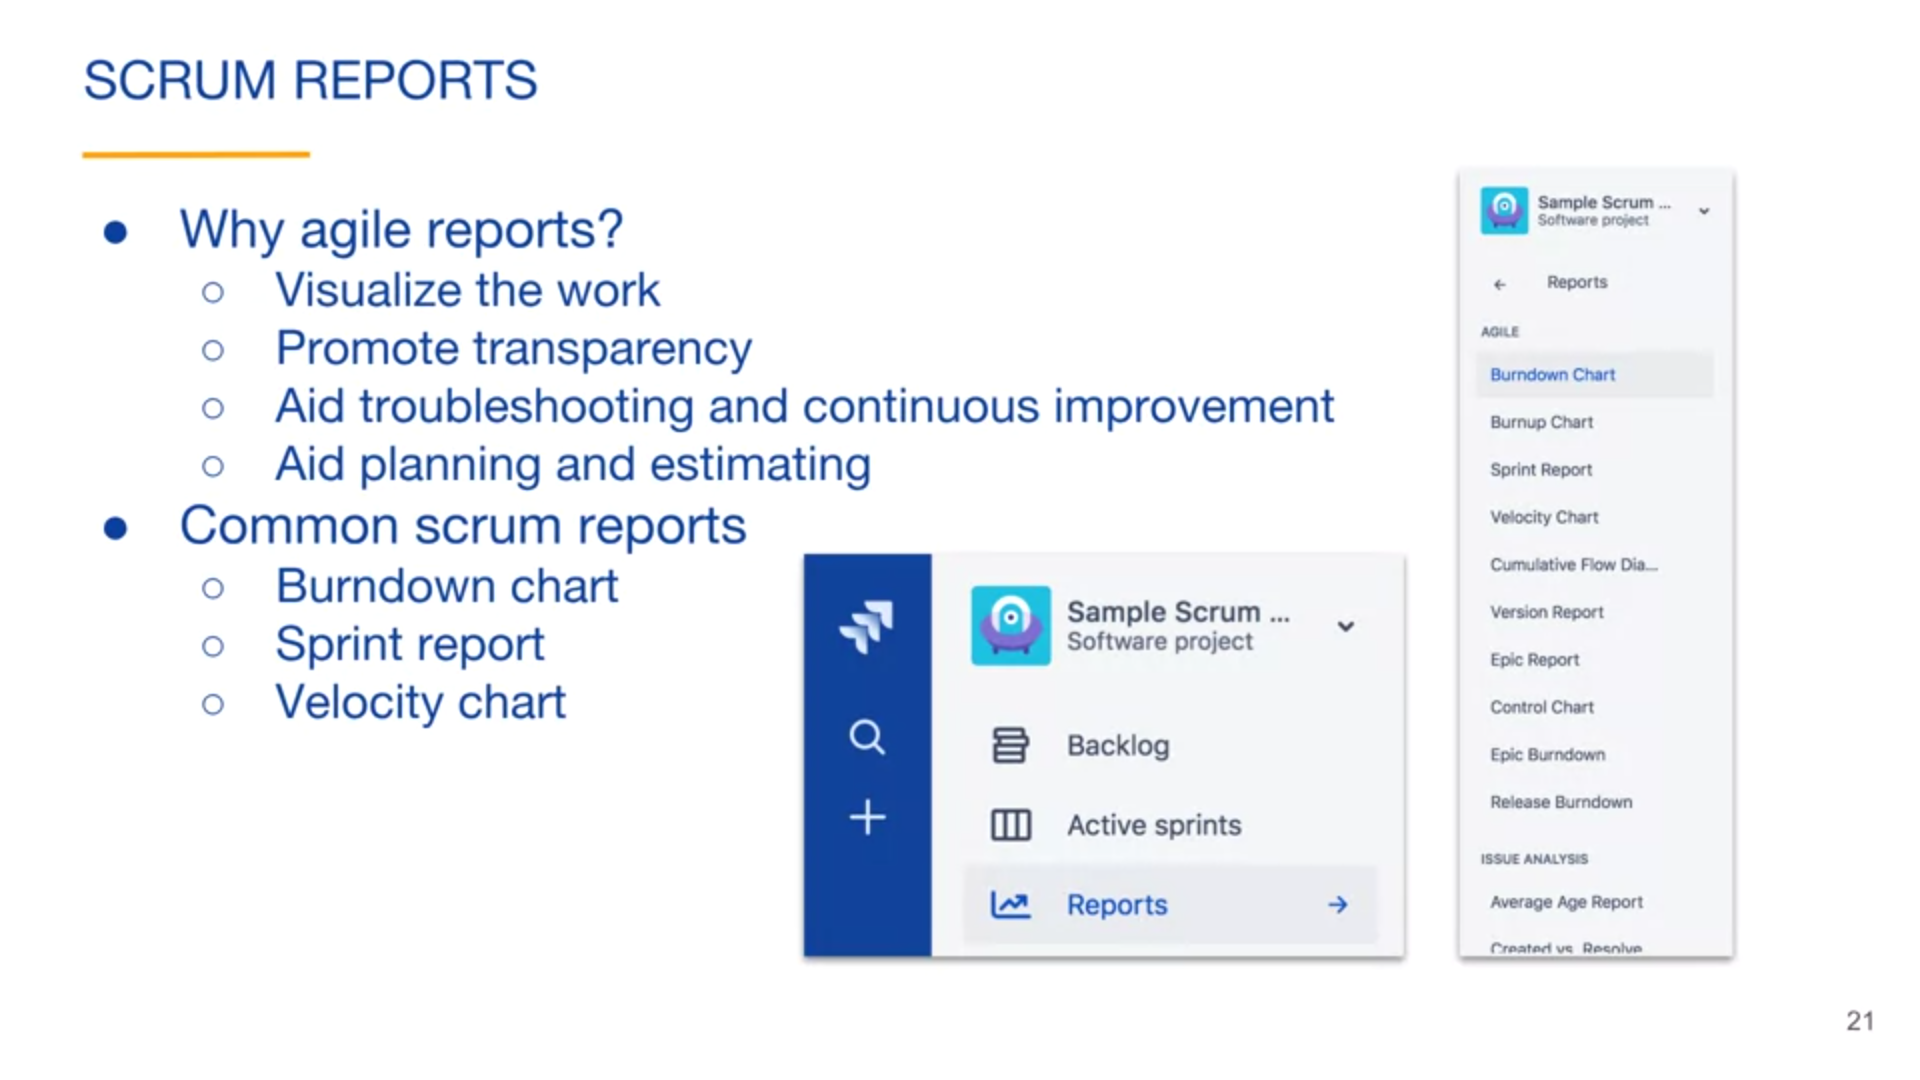 SCRUM REPORTS
Why agile reports?
Visualize the work
Promote transparency
Aid troubleshooting and continuous improvement
Aid planning and estimating
Common scrum reports
Burndown chart
Sprint report
Velocity chart
Sample Scrum ...
Software project
Backlog
Active sprints
Reports
Sample Scrum ...
Software project
Reports
AGILE
Burndown Chart
Burnup Chart
Sprint Report
Velocity Chart
Cumulative Flow Dia...
Version Report
Epic Report
Control Chart
Epic Burndown
Release Burndown
ISSUE ANALYSIS
Average Age Report
Created vs. Resolve
21